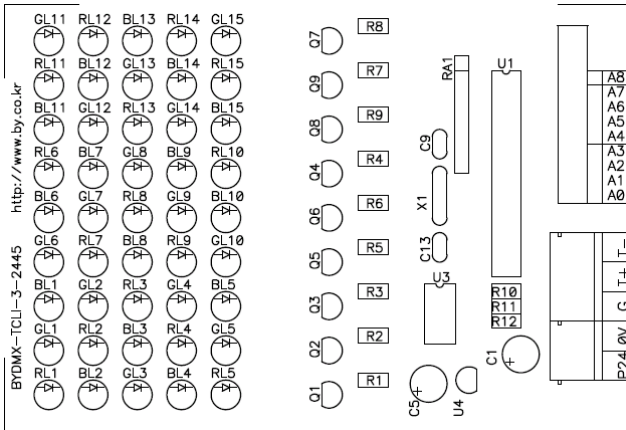 GL11 RL12 BL13 RL14 GL15
RL11 BL12 GL13 BL14 RL15
BL11 GL12 RL13 GL14 BL15
RL6 BL7 GL8 BL9 RL10
BL6 GL7 RL8 GL9 BL10
GL6 RL7 BL8 RL9 GL10
BL1 GL2 RL3 GL4 BL5
GL1 RL2 BL3 RL4 GL5
RL1 BL2 GL3 BL4 RL5
http://www.by.co.kr
BYDMX-TCLI-3-2445
Q7
Q9
Q8
Q4
Q6
Q5
Q3
Q2
Q1
R8
R7
R9
R4
R6
R5
R3
R2
R1
RA1
C9
X1
C13
U3
C5
U4
U1
R10
R11
R12
C1
A8
A7
A6
A5
A4
A3
A2
A1
A0
T-
T+
G
0V
P24